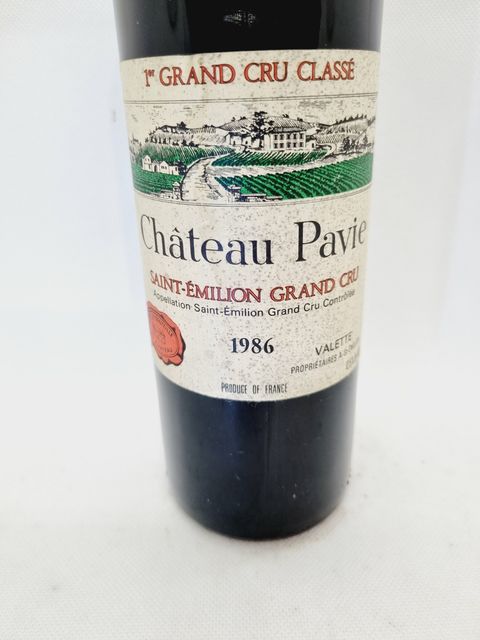 1er GRAND CRU CLASSÉ
Château Pavie
SAINT-ÉMILION GRAND CRU
Appellation Saint-Émilion Grand Cru Contrôlée
1986
VALETTE
PROPRIÉTAIRES A
PRODUCE OF FRANCE